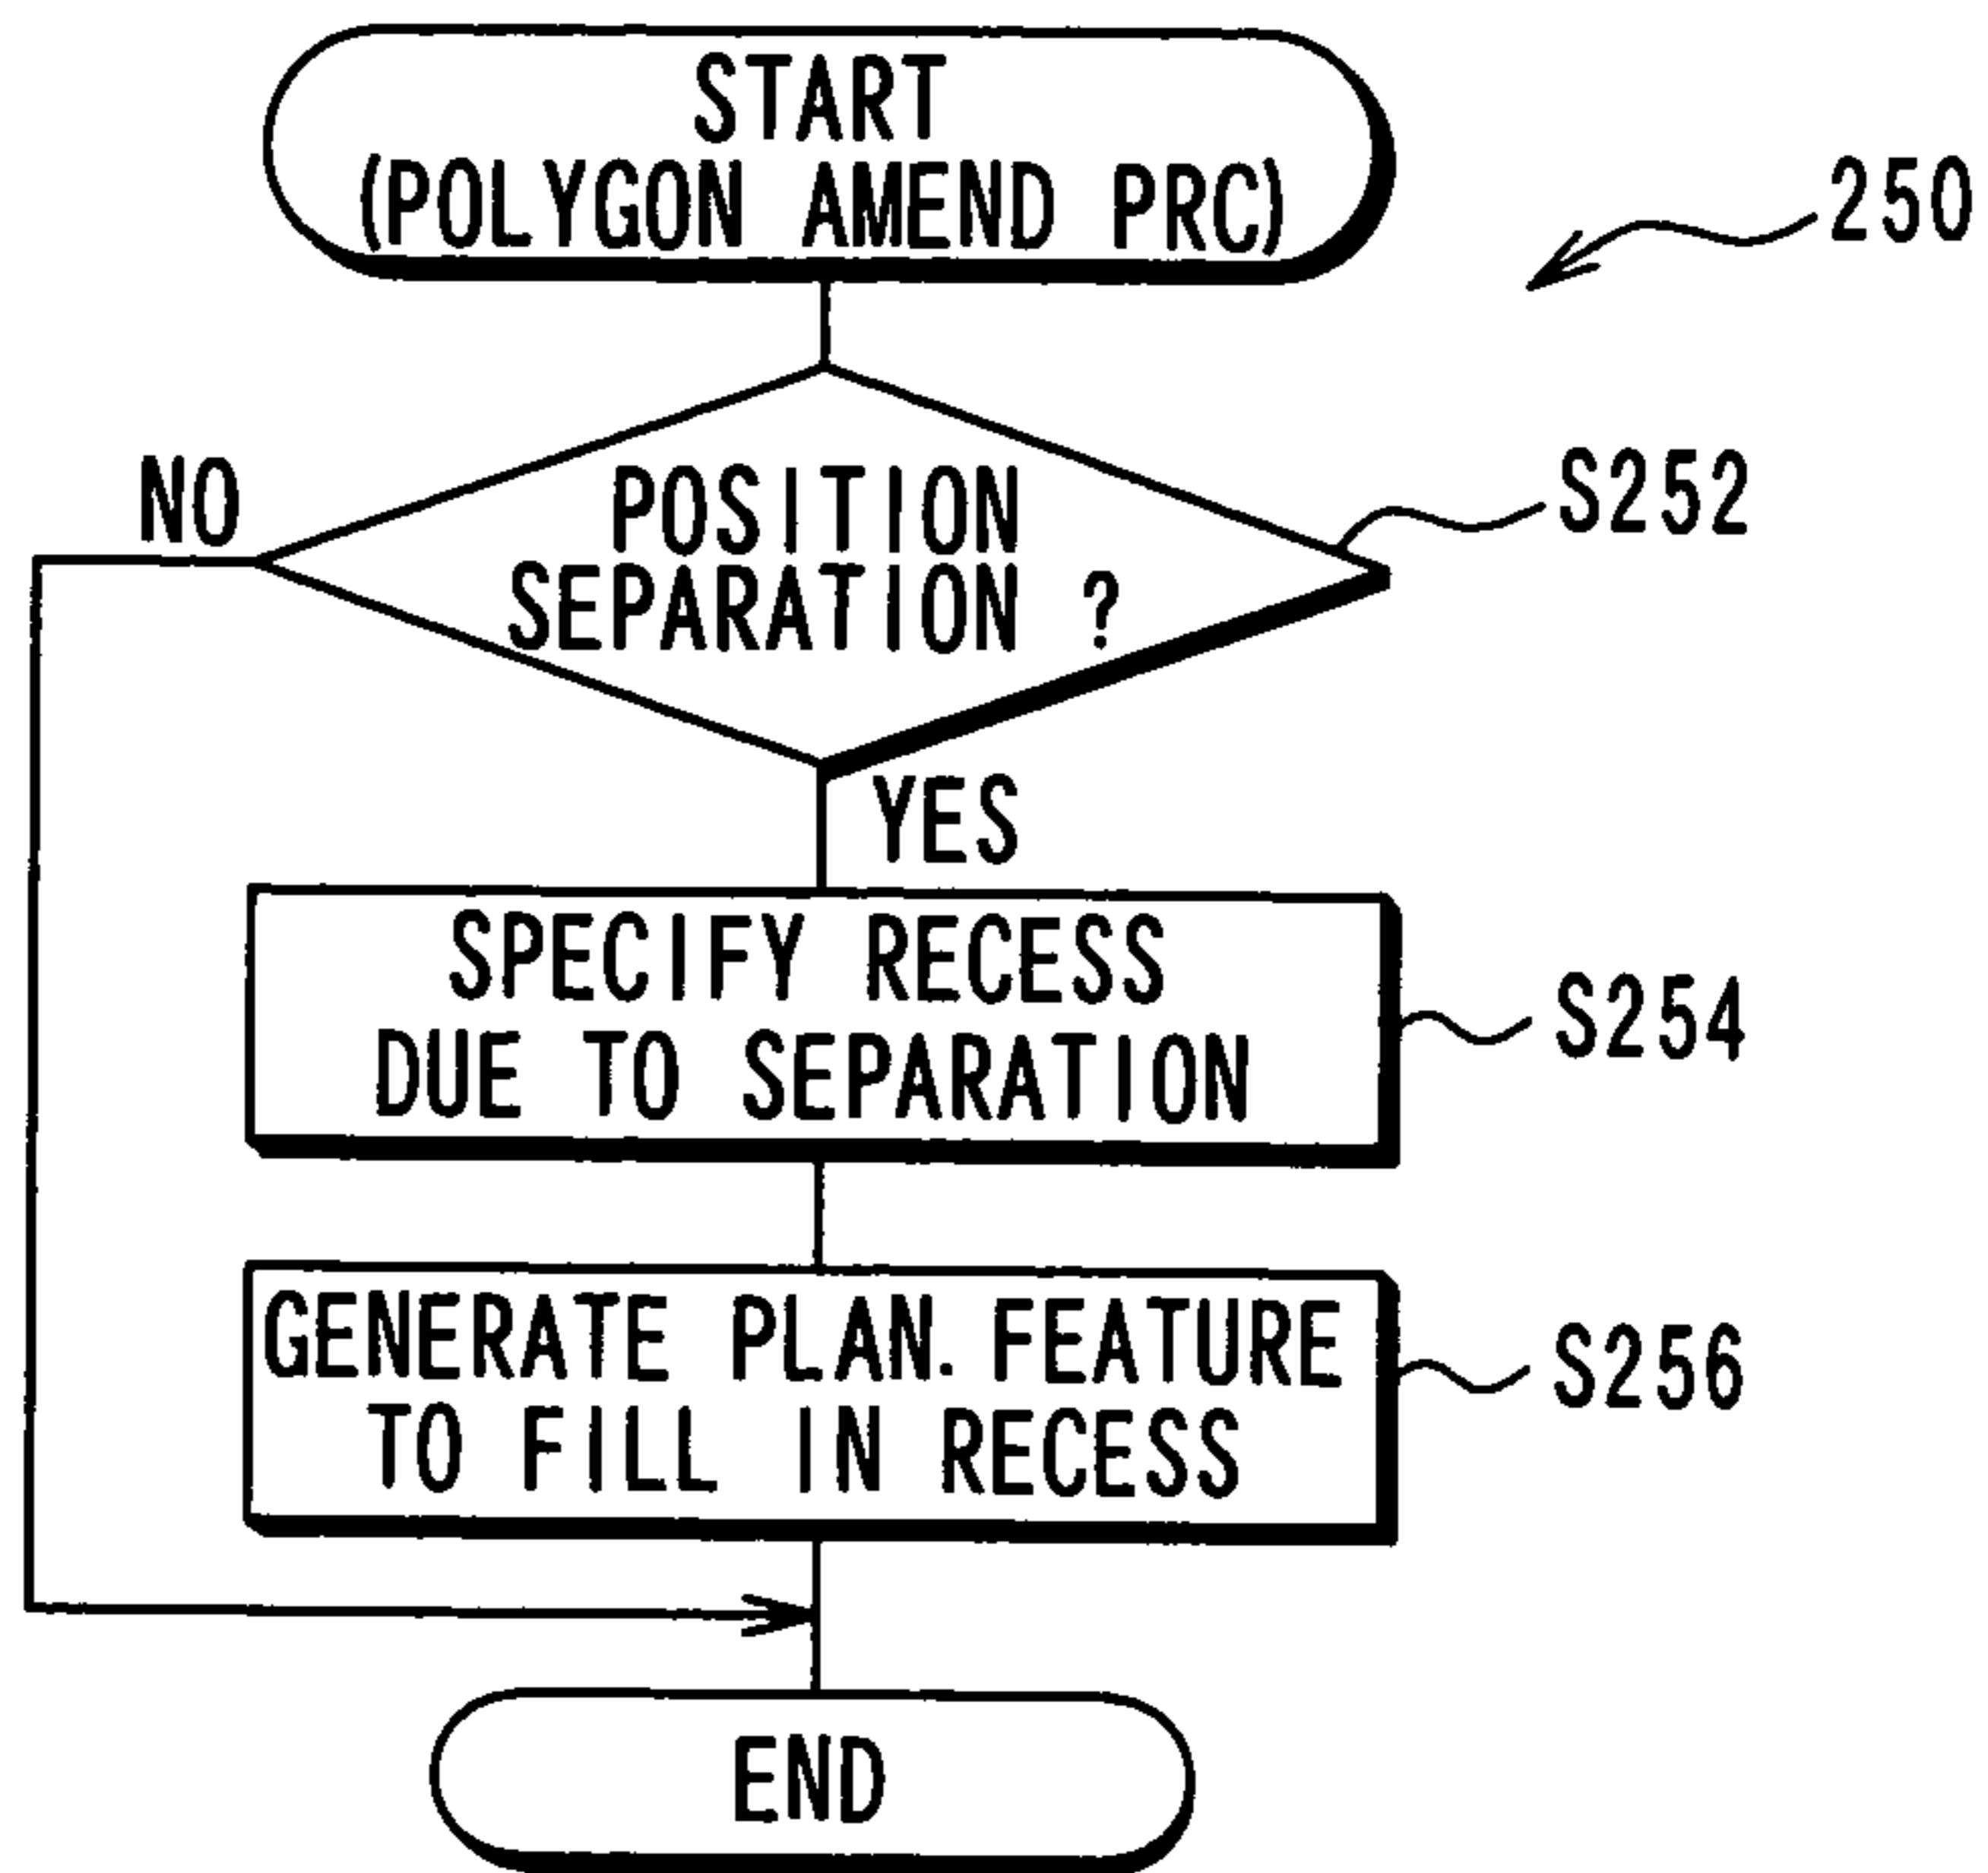 START
(POLYGON AMEND PRC)
250
NO
POSITION
SEPARATION ?
S252
YES
SPECIFY RECESS
DUE TO SEPARATION
S254
GENERATE PLAN. FEATURE
TO FILL IN RECESS
S256
END